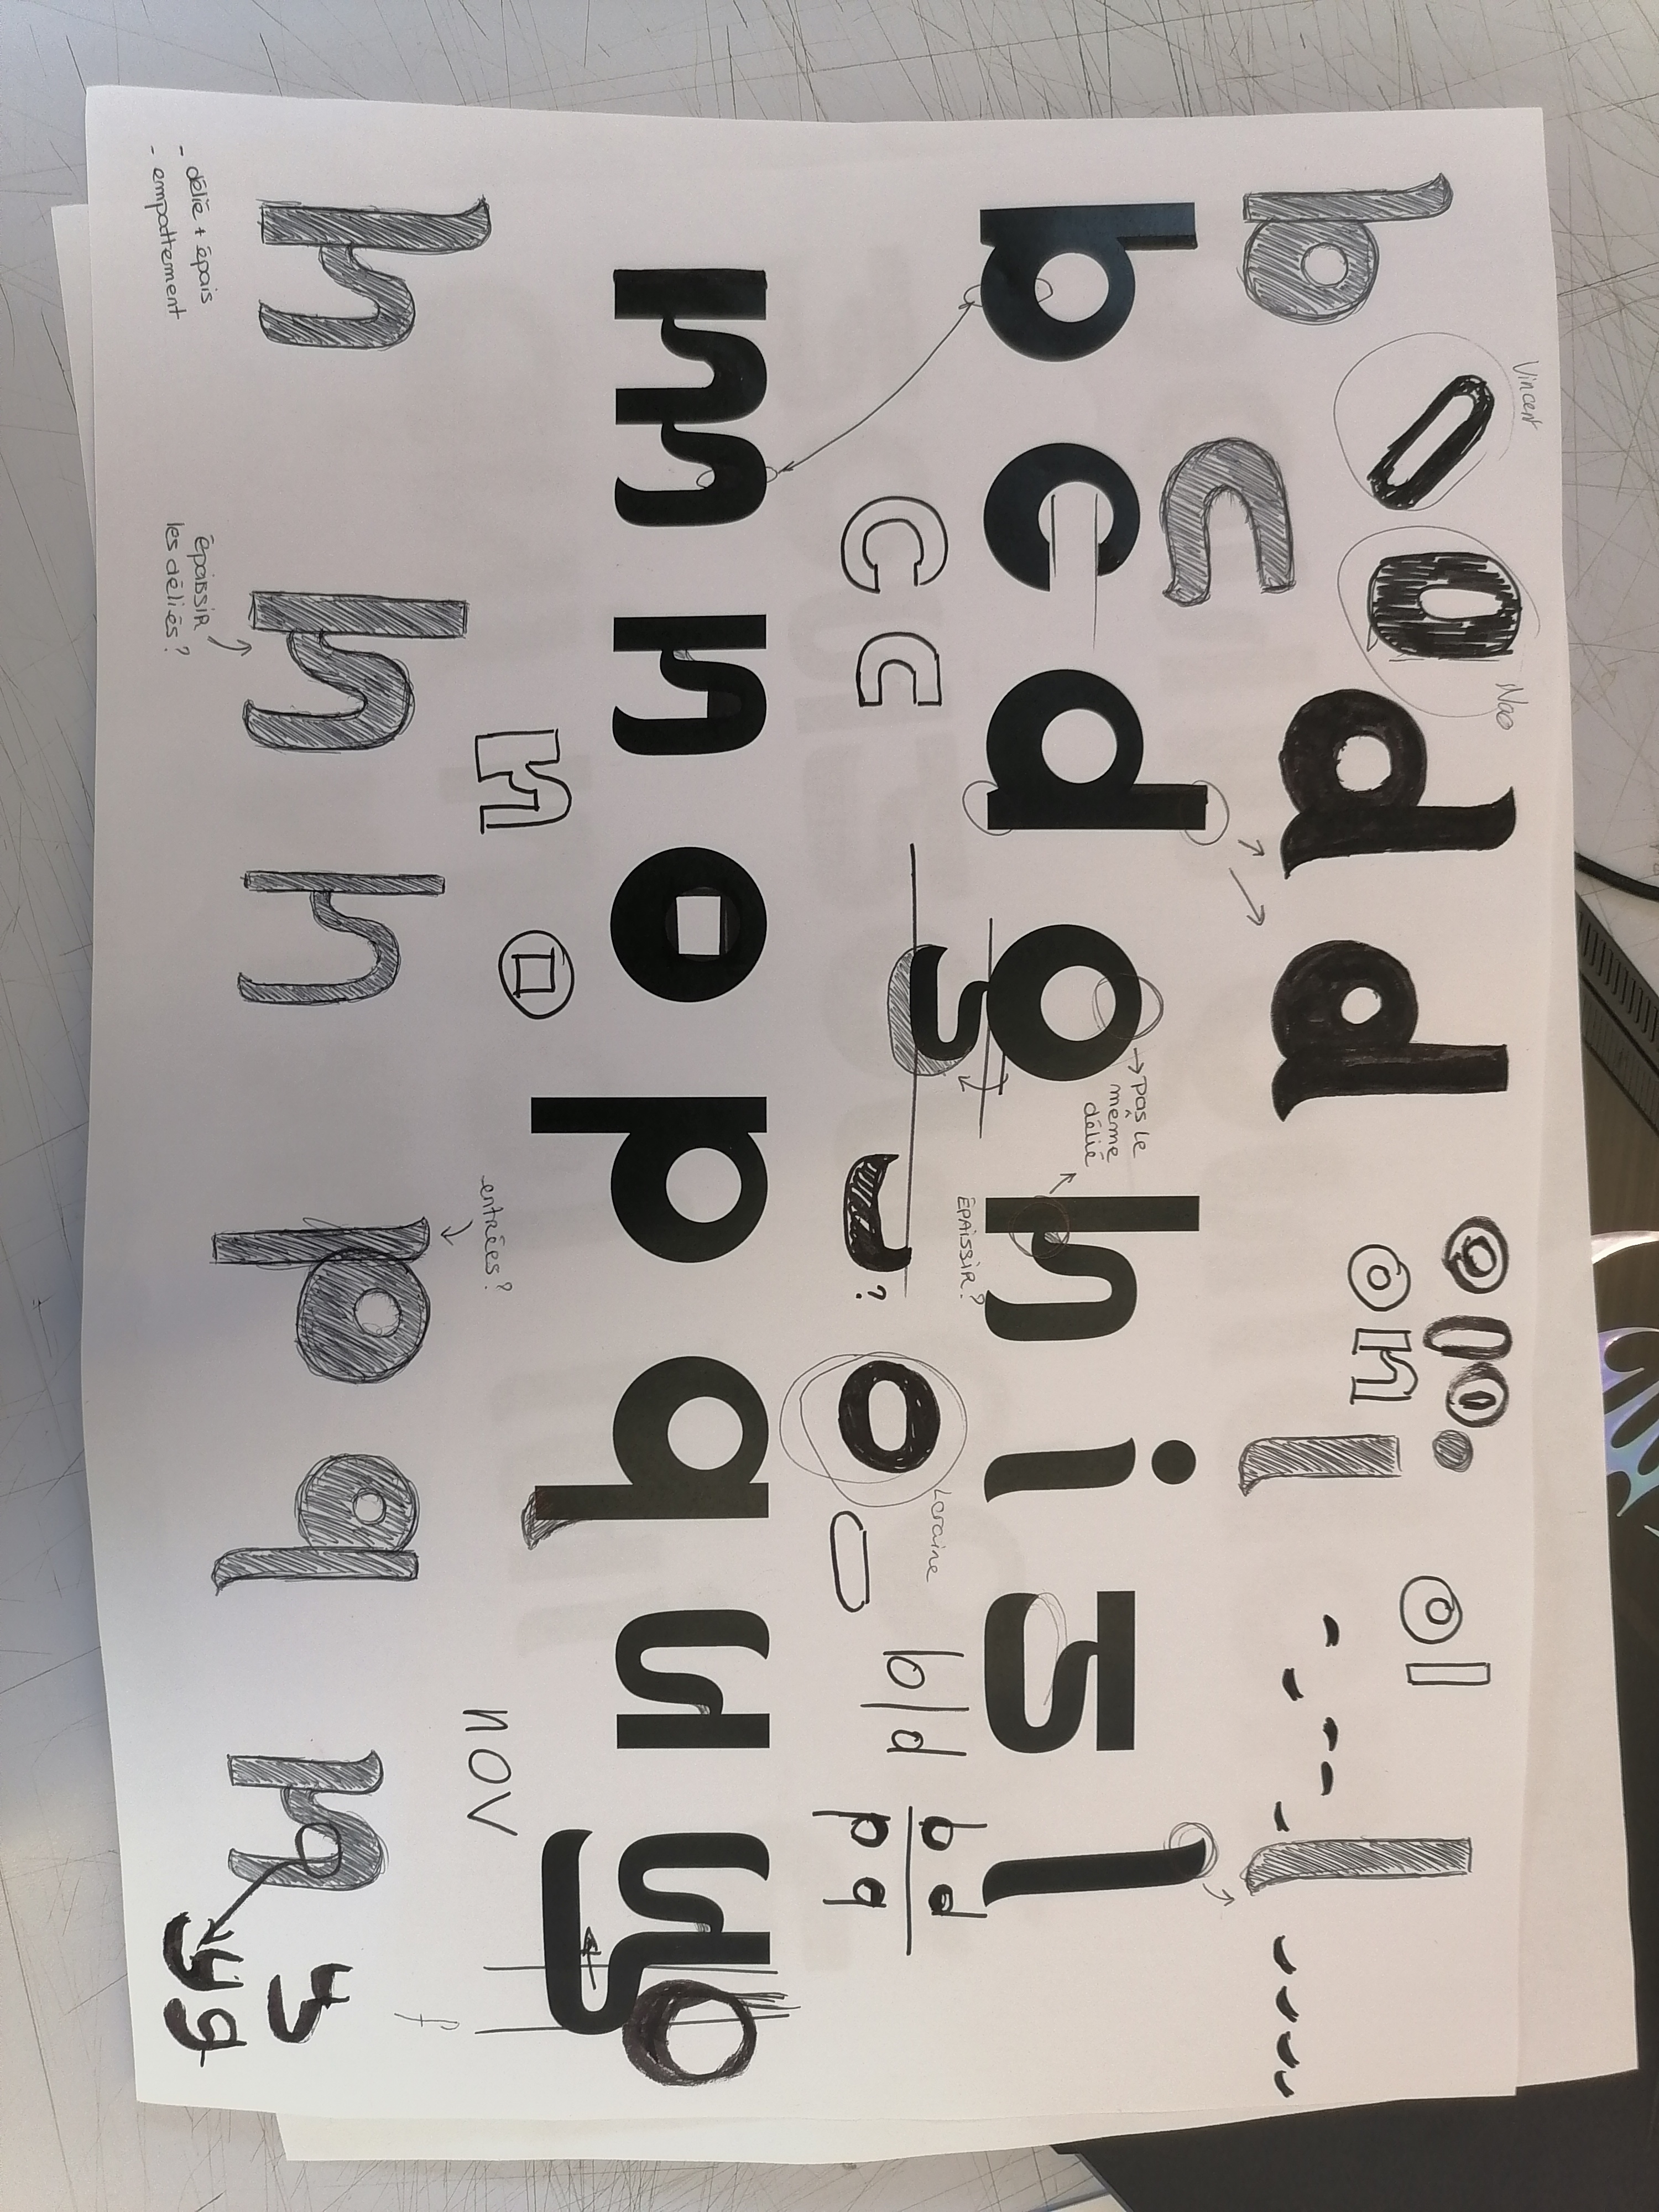 Vincent
Nao
b o o d d
o n
o l
c
b c d g h i l
pas le
même
délié
ÉPAISSIR ?
c c
?
Loraine
b|d
b d
p q
m n o p q u
n
entrées ?
nov
h h h p q n
- délié + épais
- empattement
épaissir
les déliés ?
y g